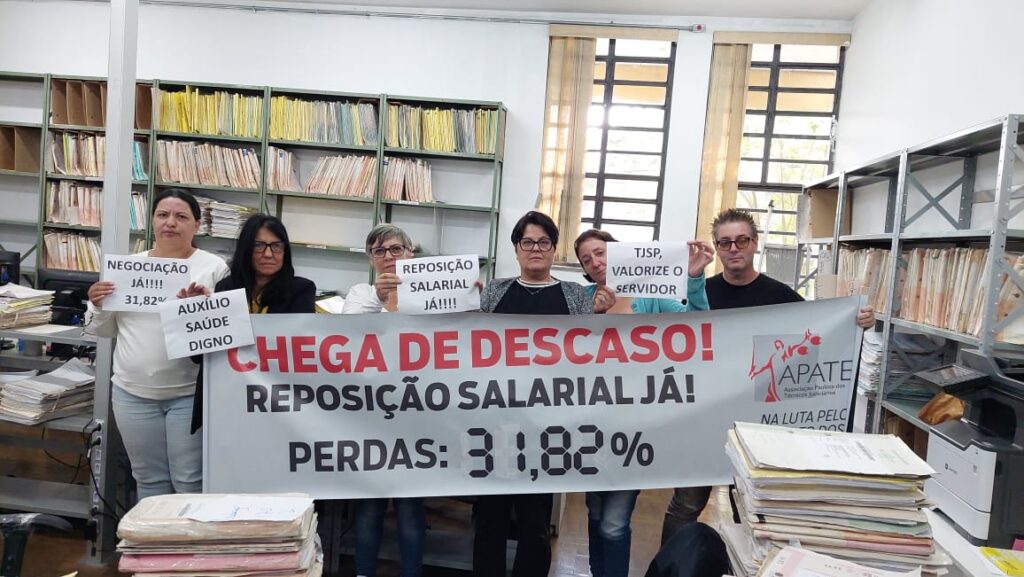 NEGOCIAÇÃO
JÁ!!!!
31,82%
AUXÍLIO
SAÚDE
DIGNO
REPOSIÇÃO
SALARIAL
JÁ!!!!
TJSP,
VALORIZE O
SERVIDOR
CHEGA DE DESCASO!
REPOSIÇÃO SALARIAL JÁ!
PERDAS: 31,82%
APATE
Associação Paulista dos
Técnicos Judiciários
NA LUTA PELO